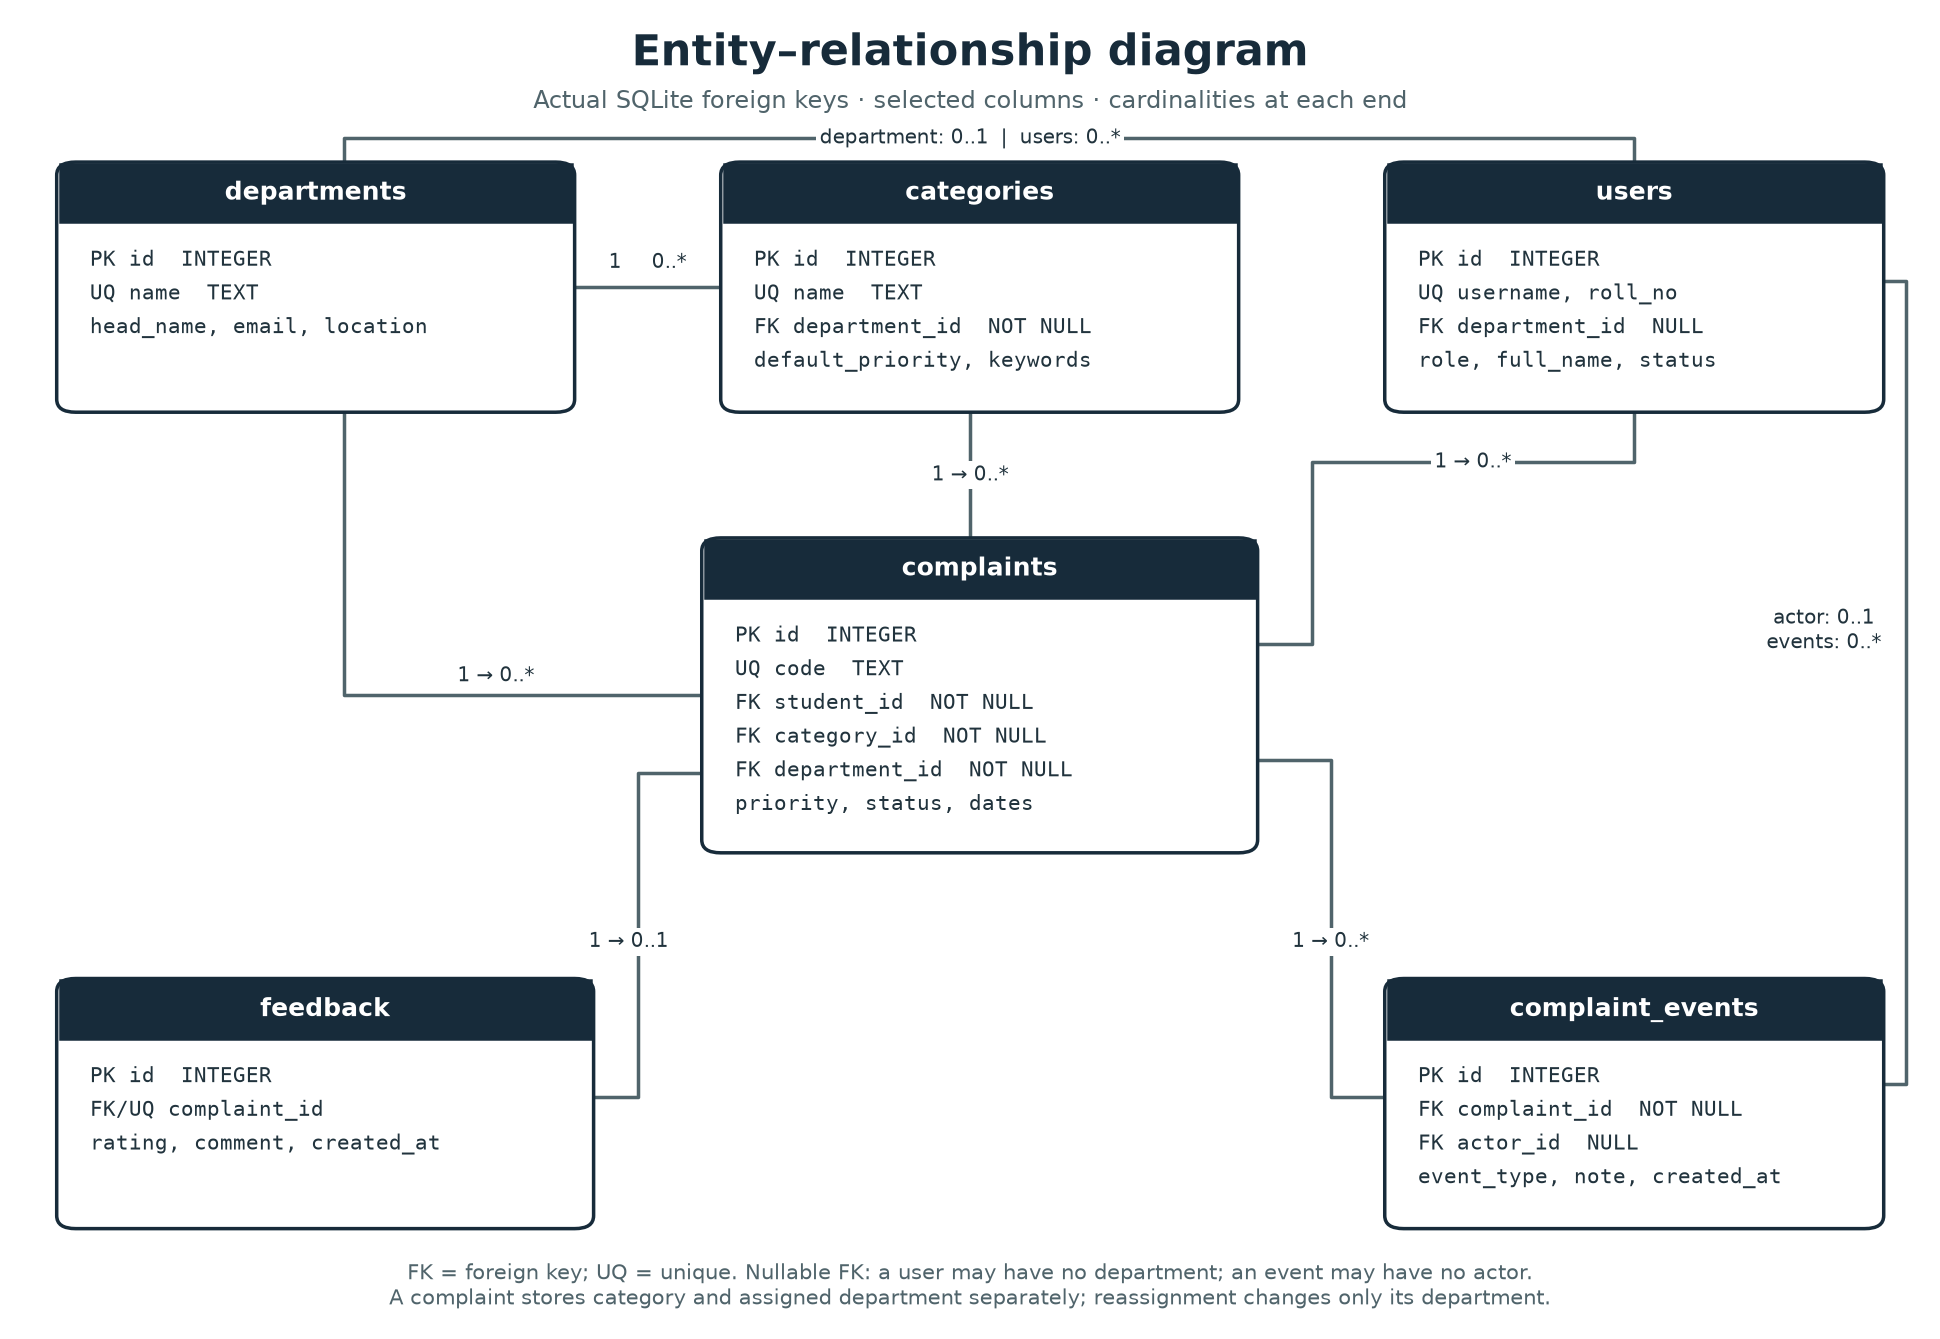 Entity–relationship diagram
Actual SQLite foreign keys · selected columns · cardinalities at each end
department: 0..1 | users: 0..*
departments
PK id  INTEGER
UQ name  TEXT
head_name, email, location
1  0..*
categories
PK id  INTEGER
UQ name  TEXT
FK department_id  NOT NULL
default_priority, keywords
users
PK id  INTEGER
UQ username, roll_no
FK department_id  NULL
role, full_name, status
1 → 0..*
1 → 0..*
complaints
PK id  INTEGER
UQ code  TEXT
FK student_id  NOT NULL
FK category_id  NOT NULL
FK department_id  NOT NULL
priority, status, dates
1 → 0..*
actor: 0..1
events: 0..*
1 → 0..1
1 → 0..*
feedback
PK id  INTEGER
FK/UQ complaint_id
rating, comment, created_at
complaint_events
PK id  INTEGER
FK complaint_id  NOT NULL
FK actor_id  NULL
event_type, note, created_at
FK = foreign key; UQ = unique. Nullable FK: a user may have no department; an event may have no actor.
A complaint stores category and assigned department separately; reassignment changes only its department.